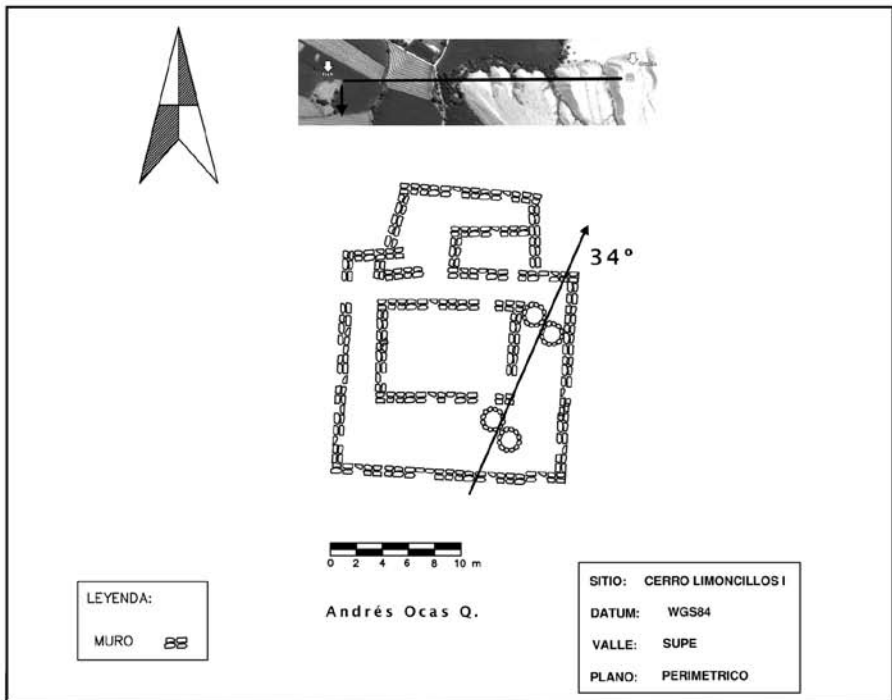 34°
0 2 4 6 8 10 m
Andrés Ocas Q.
LEYENDA:
MURO
SITIO: CERRO LIMONCILLOS I
DATUM: WGS84
VALLE: SUPE
PLANO: PERIMETRICO